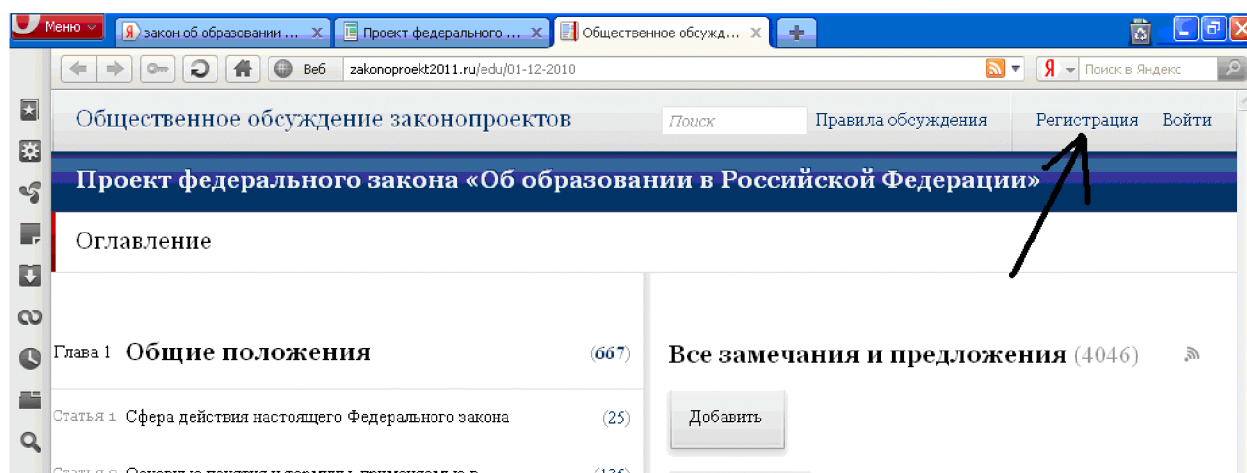 Меню
закон об образовании ...
Проект федерального ...
Обществе­нное обсужд...
Веб
zakonoproekt2011.ru/edu/01-12-2010
Поиск в Яндекс
Общественное обсуждение законопроектов
Поиск
Правила обсуждения
Регистрация
Войти
Проект федерального закона «Об образовании в Российской Федерации»
Оглавление
Глава 1 Общие положения (667)
Все замечания и предложения (4046)
Статья 1 Сфера действия настоящего Федерального закона (25)
Добавить